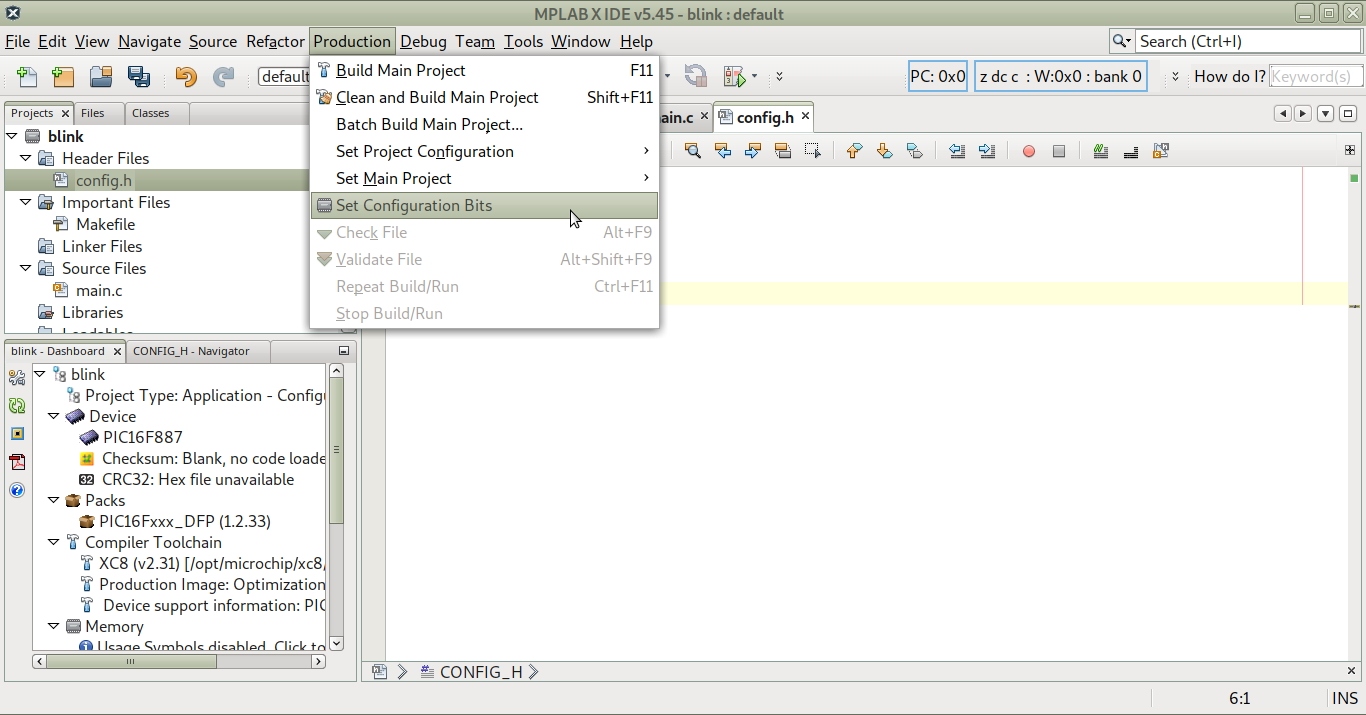 MPLAB X IDE v5.45 - blink : default
File Edit View Navigate Source Refactor Production Debug Team Tools Window Help
Search (Ctrl+I)
default
PC: 0x0
z dc c : W:0x0 : bank 0
How do I?
Keyword(s)
Build Main Project F11
Clean and Build Main Project Shift+F11
Batch Build Main Project...
Set Project Configuration
Set Main Project
Set Configuration Bits
Check File Alt+F9
Validate File Alt+Shift+F9
Repeat Build/Run Ctrl+F11
Stop Build/Run
Projects Files Classes
blink
Header Files
config.h
Important Files
Makefile
Linker Files
Source Files
main.c
Libraries
ain.c config.h
blink - Dashboard CONFIG_H - Navigator
blink
Project Type: Application - Configu
Device
PIC16F887
Checksum: Blank, no code loade
32 CRC32: Hex file unavailable
Packs
PIC16Fxxx_DFP (1.2.33)
Compiler Toolchain
XC8 (v2.31) [/opt/microchip/xc8/
Production Image: Optimization
Device support information: PIC
Memory
Usage Symbols disabled. Click to
CONFIG_H
6:1 INS